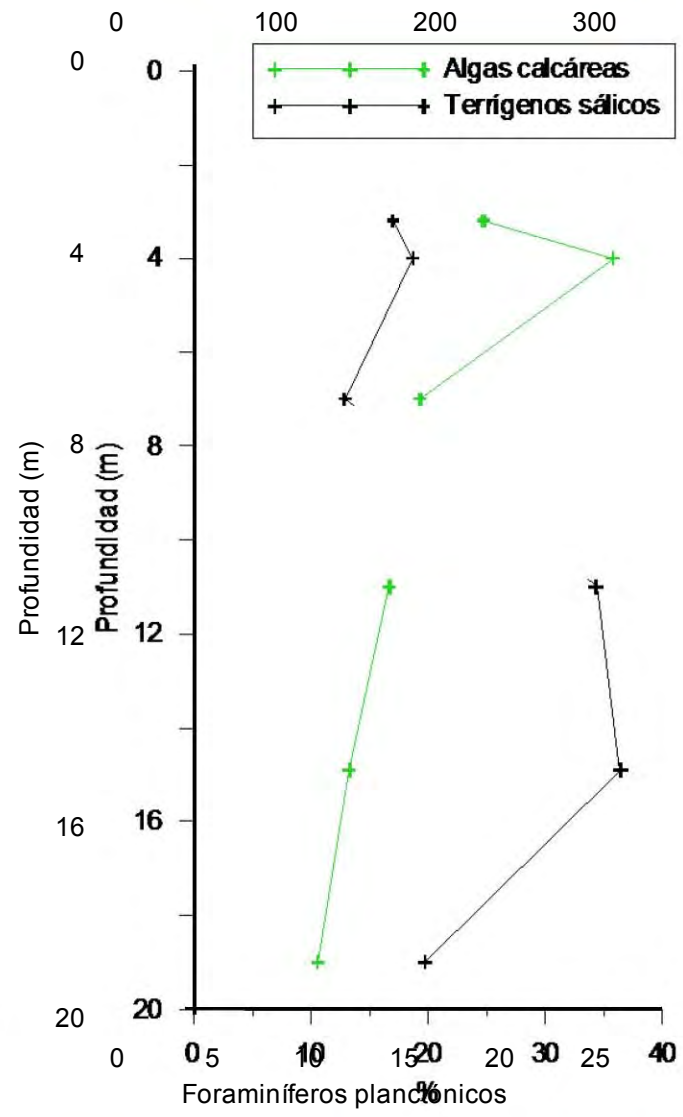 0 100 200 300
Algas calcáreas
Terrígenos sálicos
0 0
4 4
8 8
12 12
16 16
20 20
Profundidad (m)
Profundidad (m)
0 10 20 30 40
0 5 15 20 25
%
Foraminíferos planctónicos